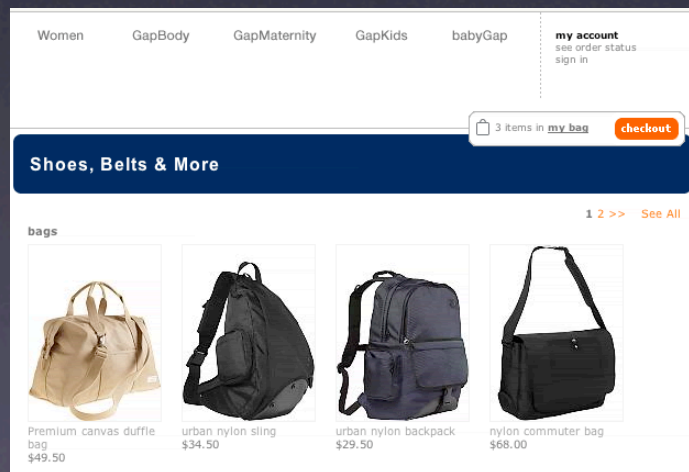 Women GapBody GapMaternity GapKids babyGap
my account
see order status
sign in
3 items in my bag checkout
Shoes, Belts & More
1 2 >> See All
bags
Premium canvas duffle bag
$49.50
urban nylon sling
$34.50
urban nylon backpack
$29.50
nylon commuter bag
$68.00